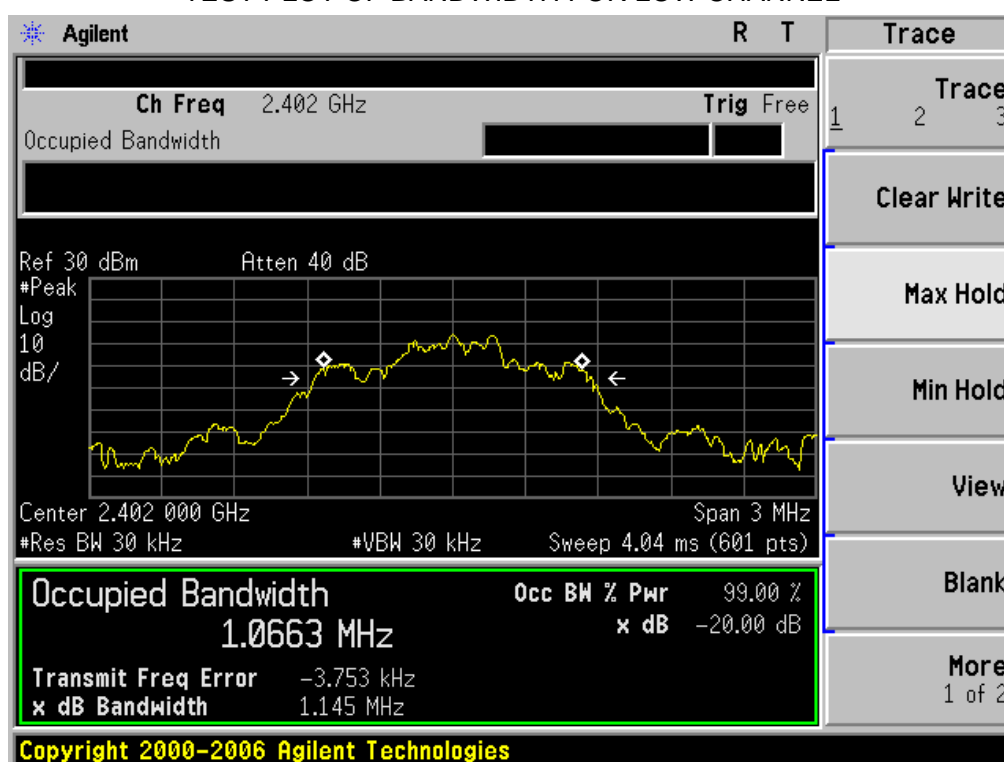 Agilent R T Trace
Ch Freq 2.402 GHz Trig Free
Occupied Bandwidth
Trace
1 2 3
Clear Write
Ref 30 dBm Atten 40 dB
#Peak
Log
10
dB/
Max Hold
Min Hold
View
Center 2.402 000 GHz Span 3 MHz
#Res BW 30 kHz #VBW 30 kHz Sweep 4.04 ms (601 pts)
Occupied Bandwidth
1.0663 MHz
Occ BW % Pwr 99.00 %
x dB -20.00 dB
Transmit Freq Error -3.753 kHz
x dB Bandwidth 1.145 MHz
Blank
More
1 of 2
Copyright 2000-2006 Agilent Technologies